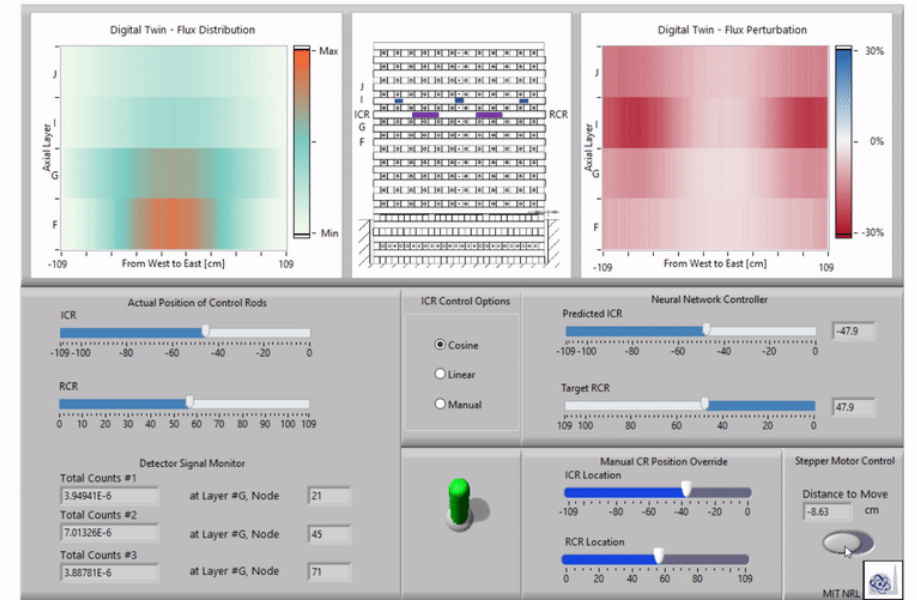 Digital Twin - Flux Distribution
Max
Min
J
I
G
F
Axial Layer
-109
From West to East [cm]
109
J
I
ICR
G
F
RCR
Digital Twin - Flux Perturbation
30%
0%
-30%
J
I
G
F
Axial Layer
-109
From West to East [cm]
109
Actual Position of Control Rods
ICR
-109 -100 -80 -60 -40 -20 0
RCR
0 10 20 30 40 50 60 70 80 90 100 109
Detector Signal Monitor
Total Counts #1
3.94941E-6 at Layer #G, Node 21
Total Counts #2
7.01326E-6 at Layer #G, Node 45
Total Counts #3
3.88781E-6 at Layer #G, Node 71
ICR Control Options
Cosine
Linear
Manual
Neural Network Controller
Predicted ICR
-109 -100 -80 -60 -40 -20 0
-47.9
Target RCR
109 100 80 60 40 20 0
47.9
Manual CR Position Override
ICR Location
-109 -80 -60 -40 -20 0
RCR Location
0 20 40 60 80 109
Stepper Motor Control
Distance to Move
-8.63 cm
MIT NRL